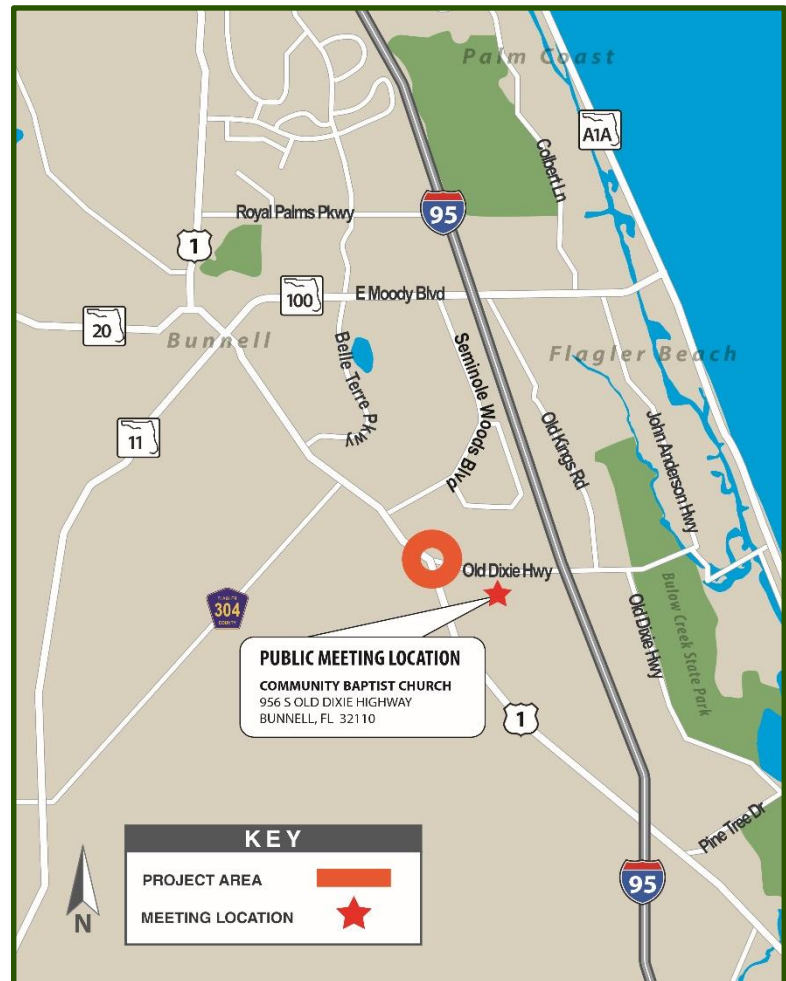 Palm Coast
A1A
Colbert Ln
Royal Palms Pkwy
95
1
100
E Moody Blvd
20
Bunnell
Belle Terre Pkwy
Seminole Woods Blvd
Flagler Beach
11
Old Kings Rd
John Anderson Hwy
Old Dixie Hwy
FLAGLER
304
COUNTY
Old Dixie Hwy
Bulow Creek State Park
PUBLIC MEETING LOCATION
COMMUNITY BAPTIST CHURCH
956 S OLD DIXIE HIGHWAY
BUNNELL, FL 32110
1
Pine Tree Dr
95
KEY
PROJECT AREA
MEETING LOCATION
N